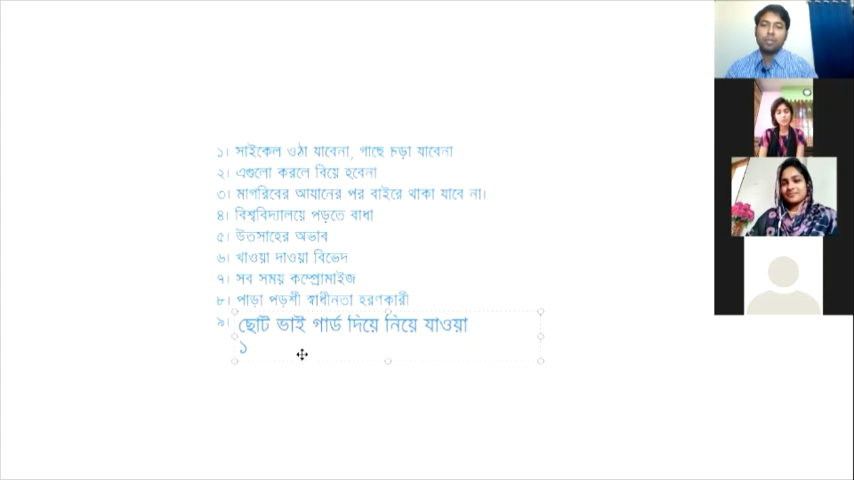 ১। সাইকেল ওঠা যাবেনা, গাছে চড়া যাবেনা
২। এগুলো করলে বিয়ে হবেনা
৩। মাগরিবের আযানের পর বাইরে থাকা যাবে না।
৪। বিশ্ববিদ্যালয়ে পড়তে বাধা
৫। উতসাহের অভাব
৬। খাওয়া দাওয়া বিভেদ
৭। সব সময় কম্প্রোমাইজ
৮। পাড়া পড়শী স্বাধীনতা হরণকারী
৯। ছোট ভাই গার্ড দিয়ে নিয়ে যাওয়া
১